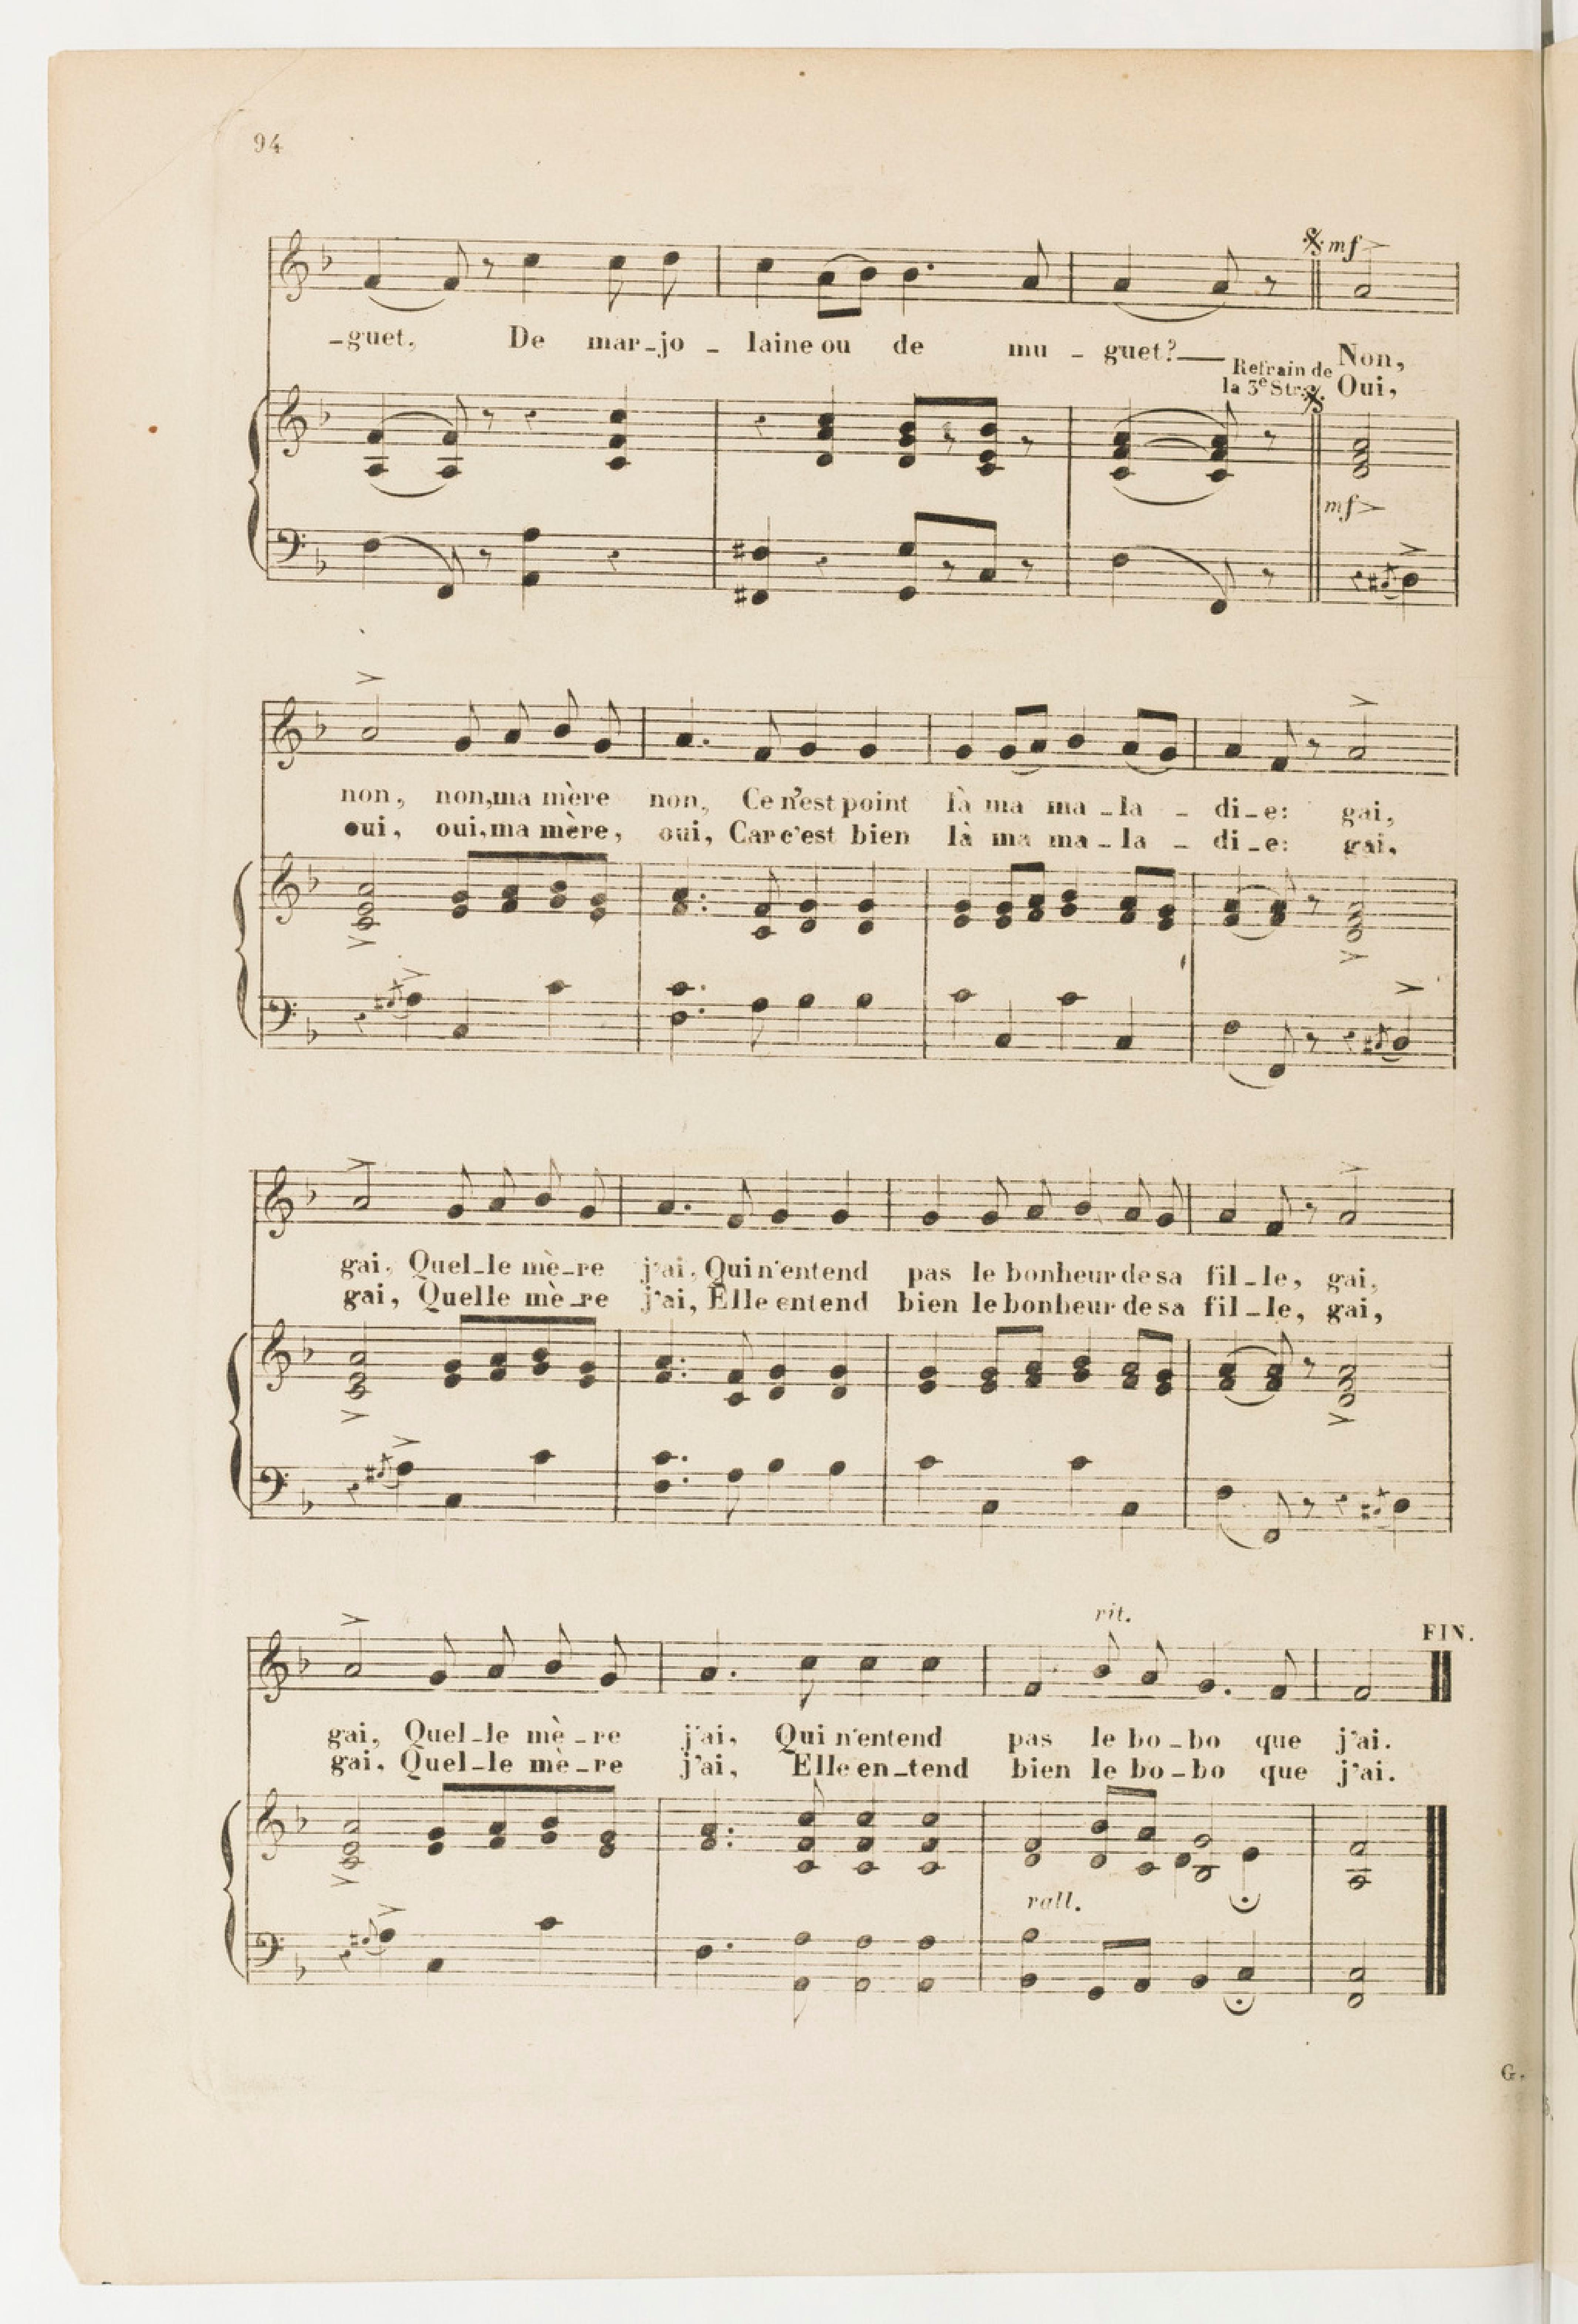 94
mf
-guet, De mar-jo - laine ou de mu - guet?— Non,
Refrain de
la 3e Str: Oui,
mf
non, non, ma mère non, Ce n'est point là ma ma-la - di-e: gai,
oui, oui, ma mère, oui, Car c'est bien là ma ma-la - di-e: gai,
gai, Quel-le mè-re j'ai, Qui n'entend pas le bonheur de sa fil-le, gai,
gai, Quelle mè-re j'ai, Elle entend bien le bonheur de sa fil-le, gai,
rit.
FIN.
gai, Quel-le mè-re j'ai, Qui n'entend pas le bo-bo que j'ai.
gai, Quel-le mè-re j'ai, Elle en-tend bien le bo-bo que j'ai.
rall.
G.